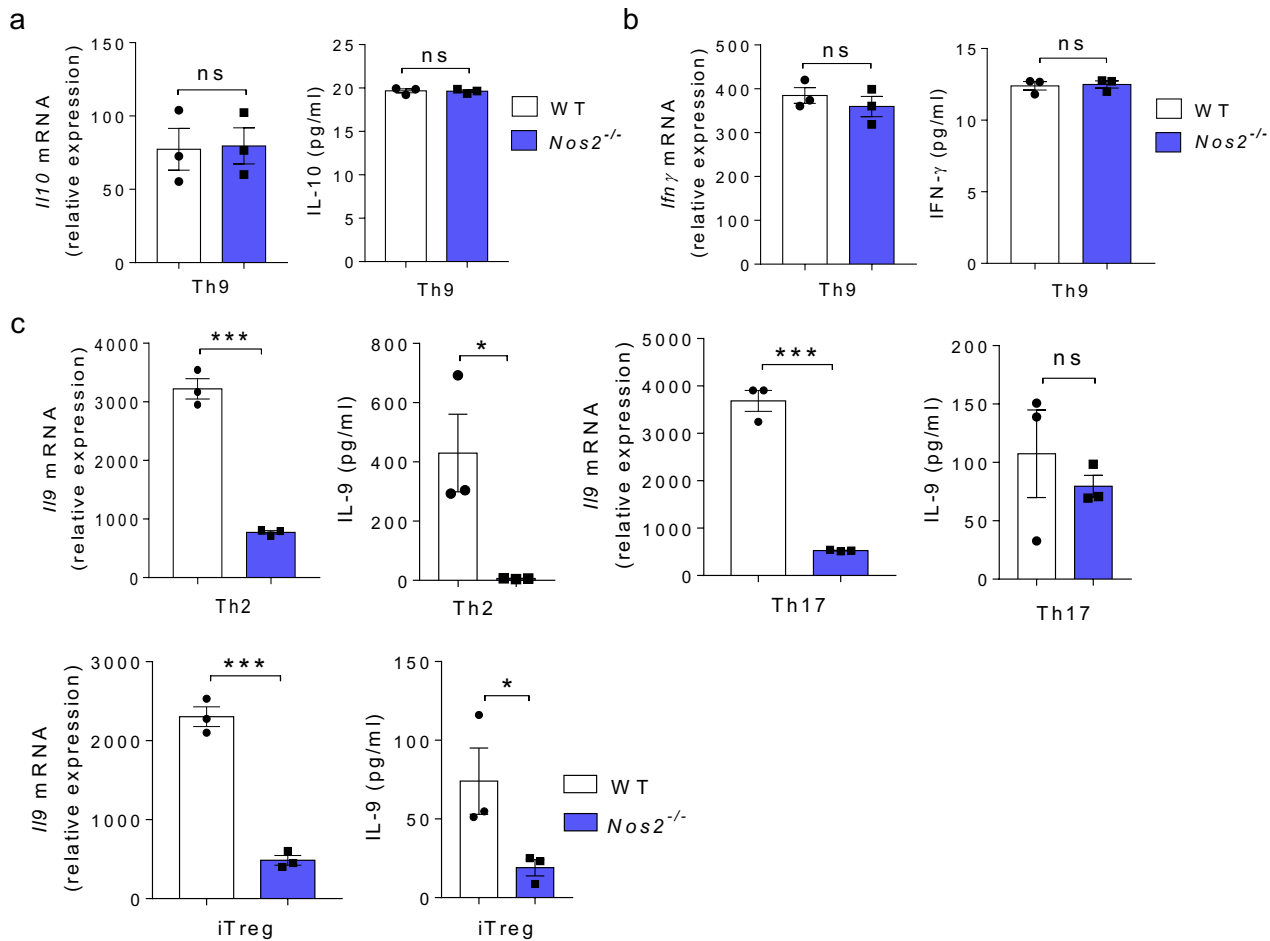 a
Il10 mRNA
(relative expression)
150
100
50
0
ns
Th9
IL-10 (pg/ml)
25
20
15
10
5
0
ns
Th9
WT
Nos2-/-
b
Ifnγ mRNA
(relative expression)
500
400
300
200
100
0
ns
Th9
IFN-γ (pg/ml)
15
10
5
0
ns
Th9
WT
Nos2-/-
c
Il9 mRNA
(relative expression)
4000
3000
2000
1000
0
***
Th2
IL-9 (pg/ml)
800
600
400
200
0
*
Th2
Il9 mRNA
(relative expression)
5000
4000
3000
2000
1000
0
***
Th17
IL-9 (pg/ml)
200
150
100
50
0
ns
Th17
Il9 mRNA
(relative expression)
3000
2000
1000
0
***
iTreg
IL-9 (pg/ml)
150
100
50
0
*
iTreg
WT
Nos2-/-